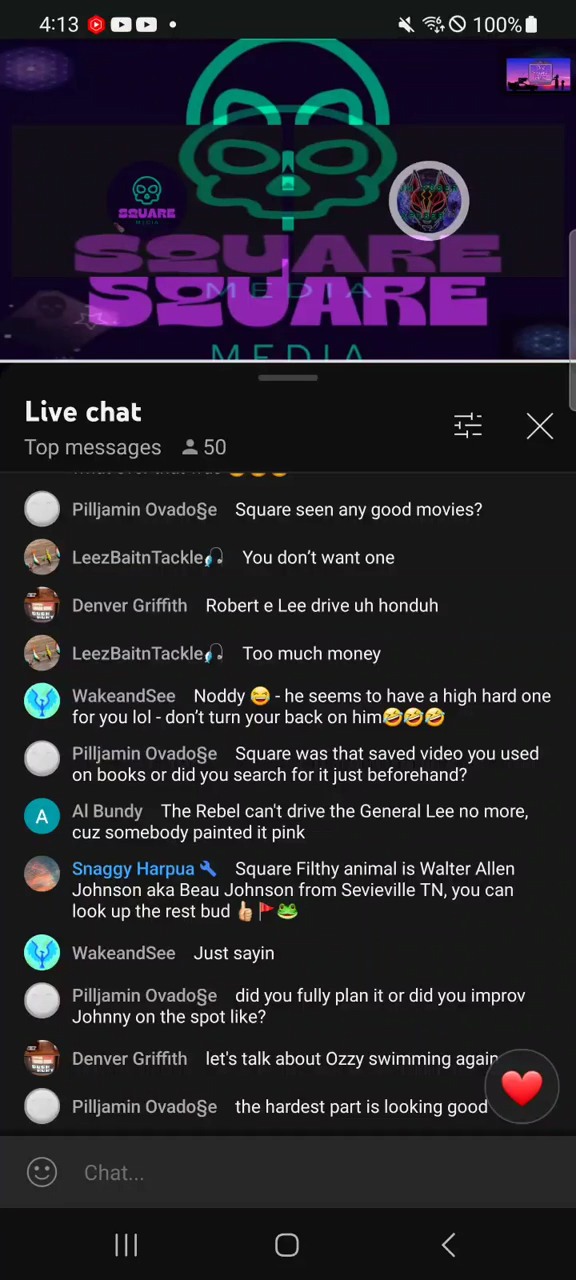 4:13
100%
SQUARE
MEDIA
SQUARE
MEDIA
SQUARE
MEDIA
Live chat
Top messages 50
Pilljamin Ovado§e Square seen any good movies?
LeezBaitnTackle🎣 You don’t want one
Denver Griffith Robert e Lee drive uh honduh
LeezBaitnTackle🎣 Too much money
WakeandSee Noddy 😂 - he seems to have a high hard one
for you lol - don’t turn your back on him🤣🤣🤣
Pilljamin Ovado§e Square was that saved video you used
on books or did you search for it just beforehand?
A Al Bundy The Rebel can't drive the General Lee no more,
cuz somebody painted it pink
Snaggy Harpua 🔧 Square Filthy animal is Walter Allen
Johnson aka Beau Johnson from Sevieville TN, you can
look up the rest bud 👍🏼🚩🐸
WakeandSee Just sayin
Pilljamin Ovado§e did you fully plan it or did you improv
Johnny on the spot like?
Denver Griffith let's talk about Ozzy swimming again
Pilljamin Ovado§e the hardest part is looking good
Chat...